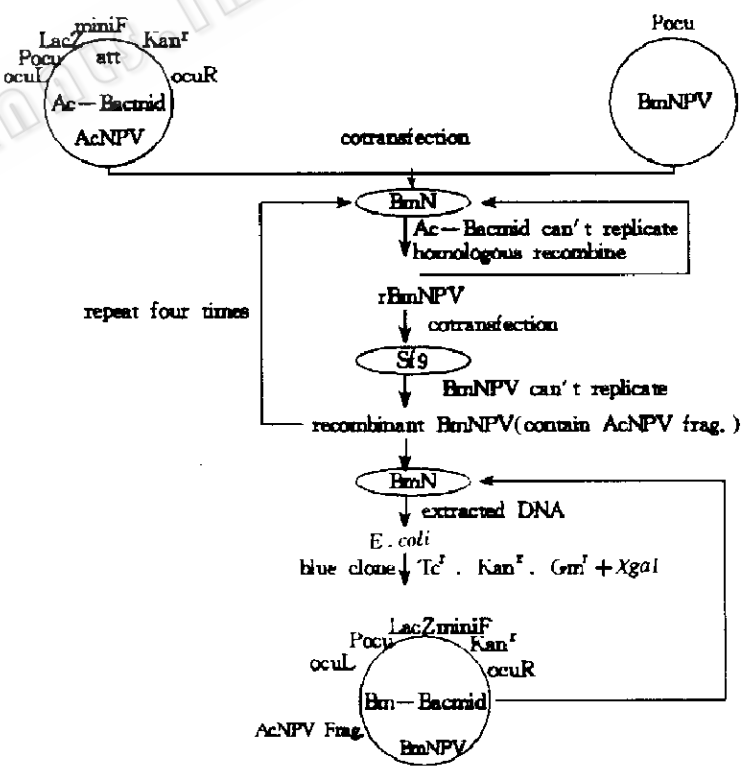 miniF
LacZ
Kanʳ
Pocu
att
ocuL
ocuR
Ac—Bacmid
AcNPV
Pocu
BmNPV
cotransfection
BmN
Ac—Bacmid can't replicate
homologous recombine
rBmNPV
repeat four times
cotransfection
Sf9
BmNPV can't replicate
recombinant BmNPV(contain AcNPV frag.)
BmN
extracted DNA
E.coli
blue clone Tcʳ. Kanʳ. Gmʳ+Xgal
LacZminiF
Pocu
Kanʳ
ocuL
ocuR
Bm—Bacmid
AcNPV Frag.
BmNPV